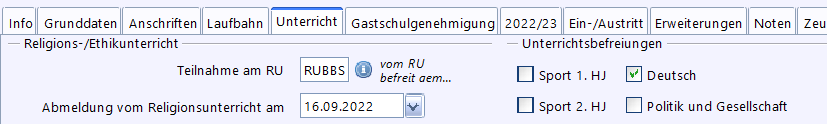 Info Grunddaten Anschriften Laufbahn Unterricht Gastschulgenehmigung 2022/23 Ein-/Austritt Erweiterungen Noten Zeu
Religions-/Ethikunterricht
Teilnahme am RU RUBBS vom RU
befreit aem...
Abmeldung vom Religionsunterricht am 16.09.2022
Unterrichtsbefreiungen
Sport 1. HJ Deutsch
Sport 2. HJ Politik und Gesellschaft